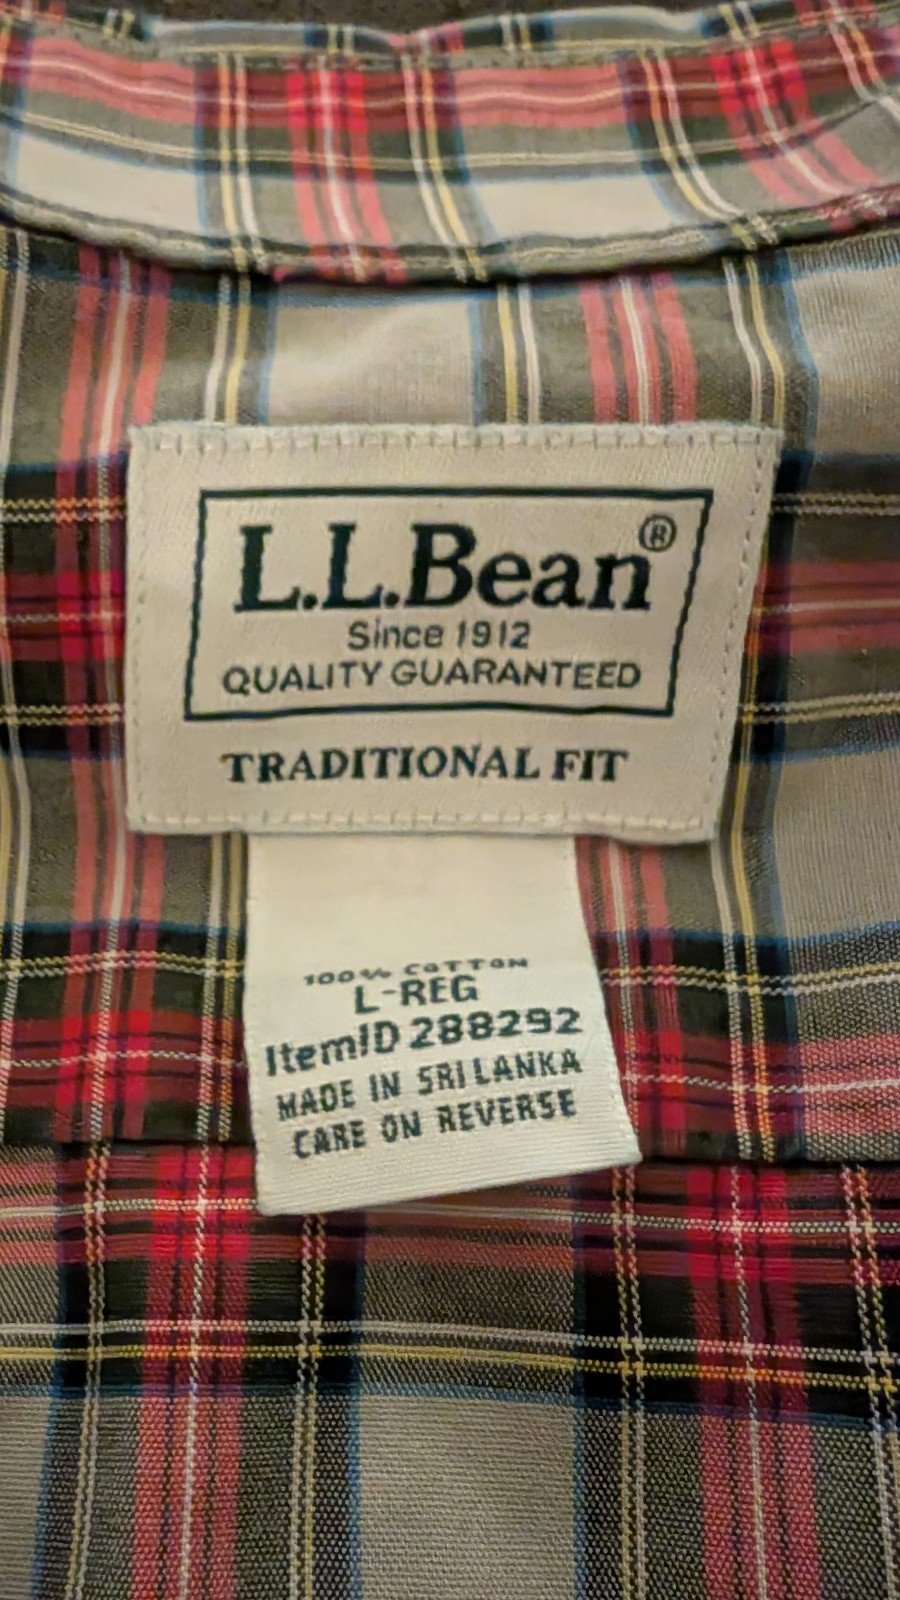 L.L.Bean®
Since 1912
QUALITY GUARANTEED
TRADITIONAL FIT
100% COTTON
L-REG
ItemID 288292
MADE IN SRI LANKA
CARE ON REVERSE